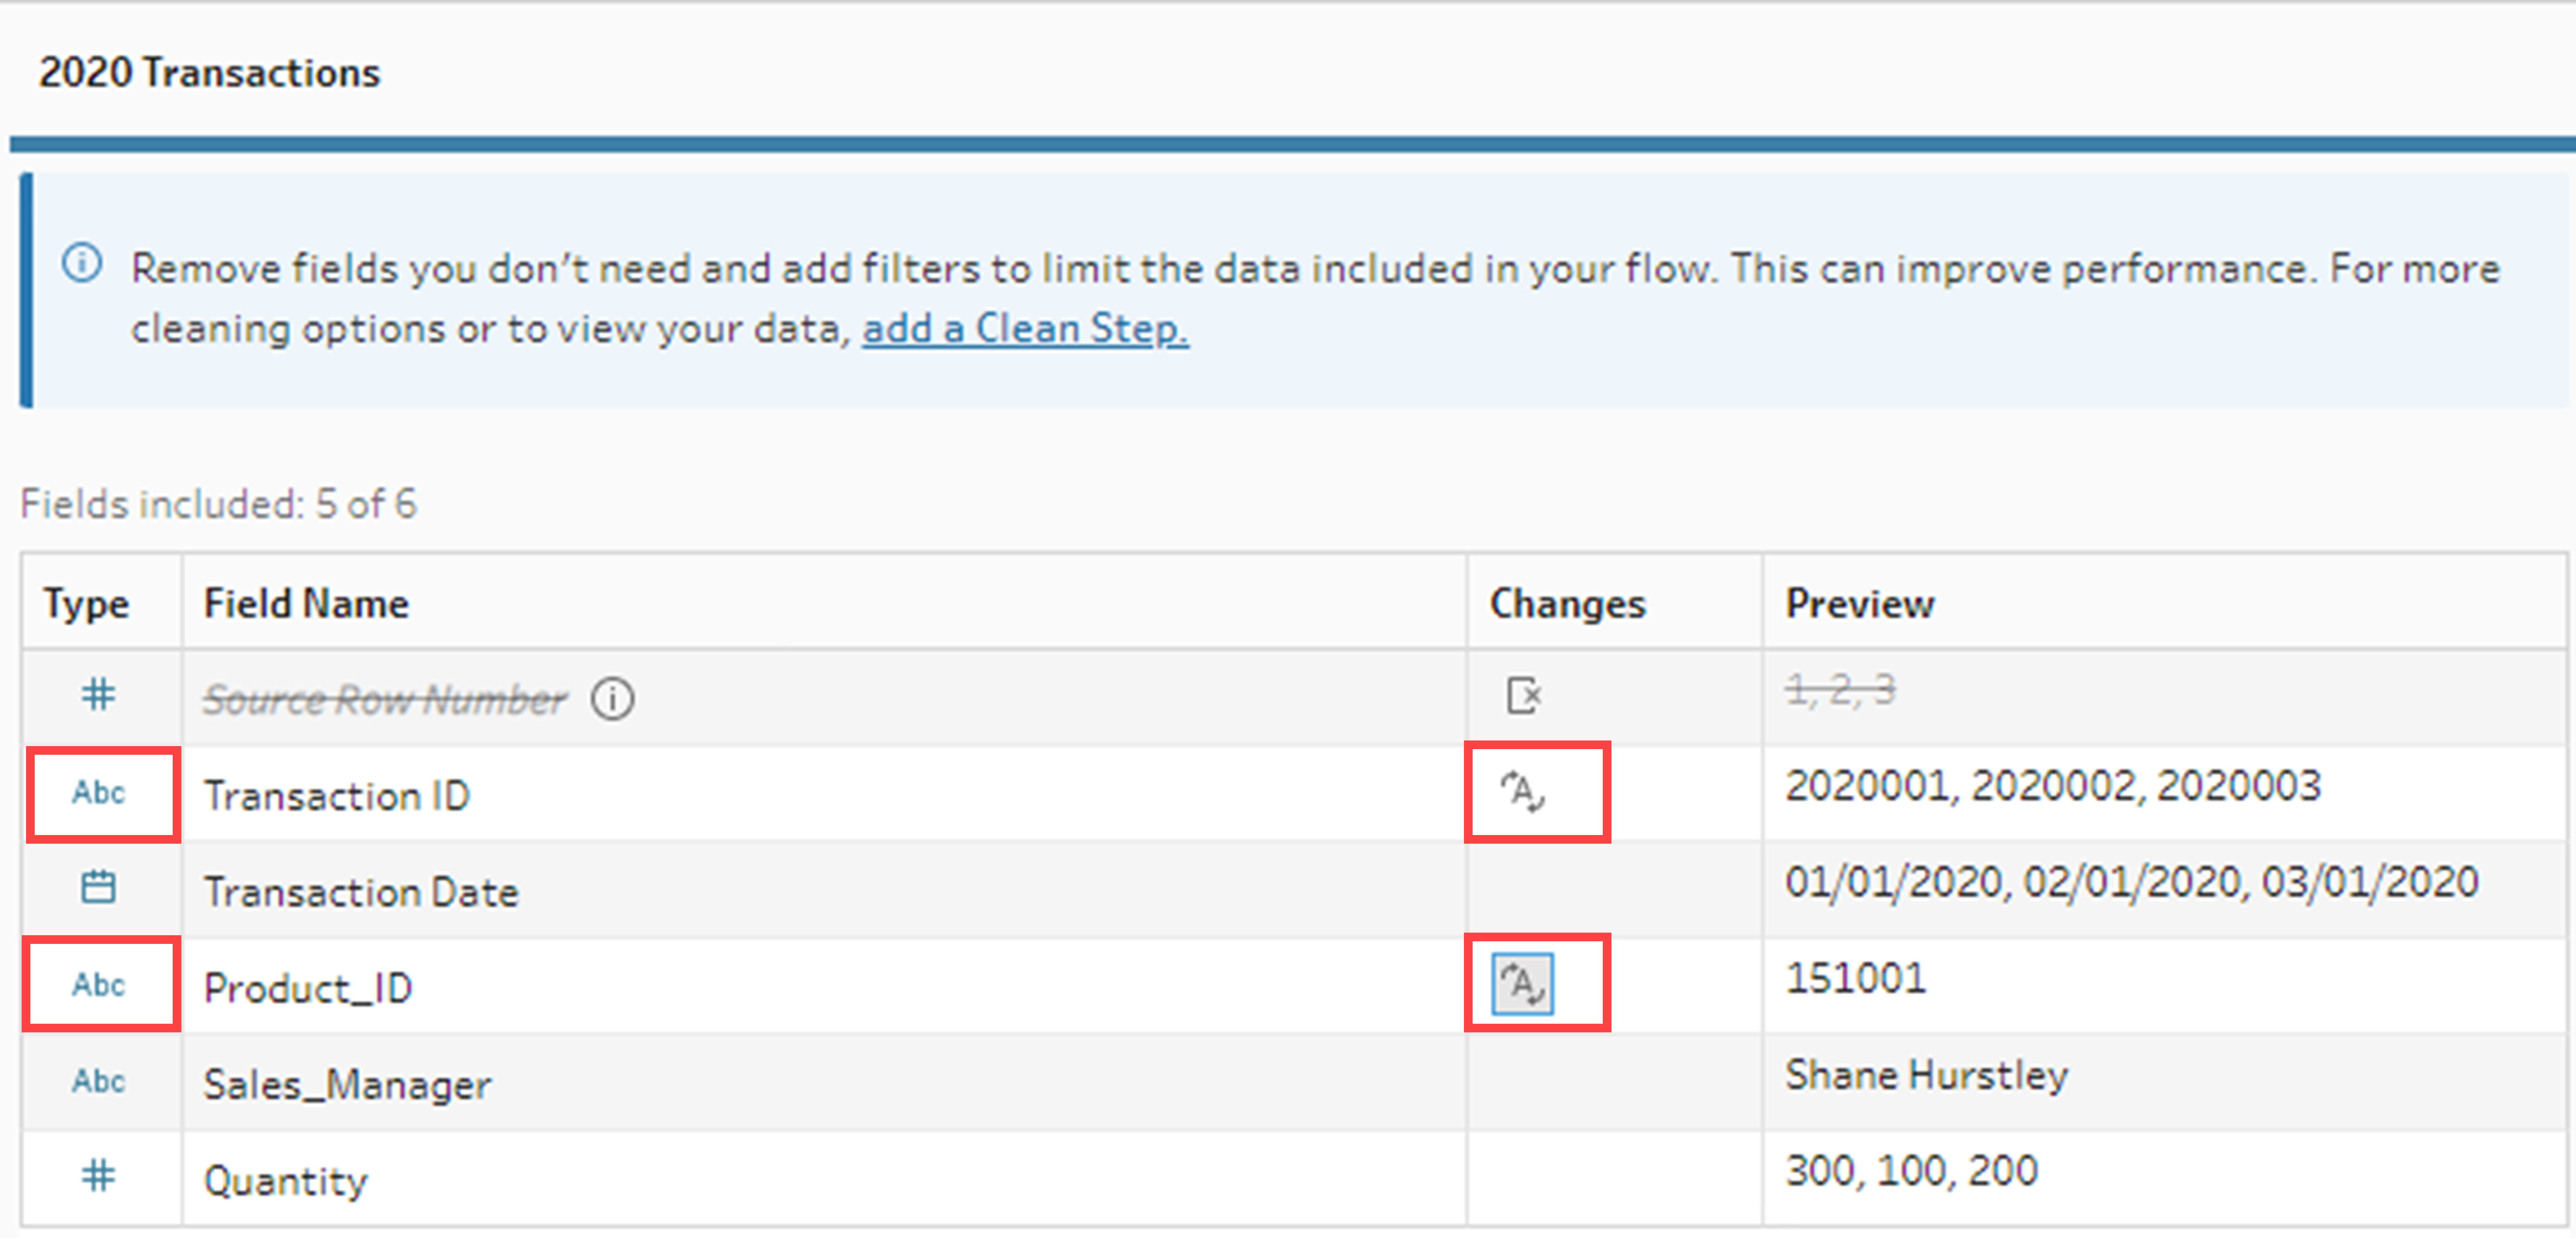 2020 Transactions
Remove fields you don't need and add filters to limit the data included in your flow. This can improve performance. For more
cleaning options or to view your data, add a Clean Step.
Fields included: 5 of 6
Type Field Name Changes Preview
# Source Row Number 1, 2, 3
Abc Transaction ID 2020001, 2020002, 2020003
Transaction Date 01/01/2020, 02/01/2020, 03/01/2020
Abc Product_ID 151001
Abc Sales_Manager Shane Hurstley
# Quantity 300, 100, 200